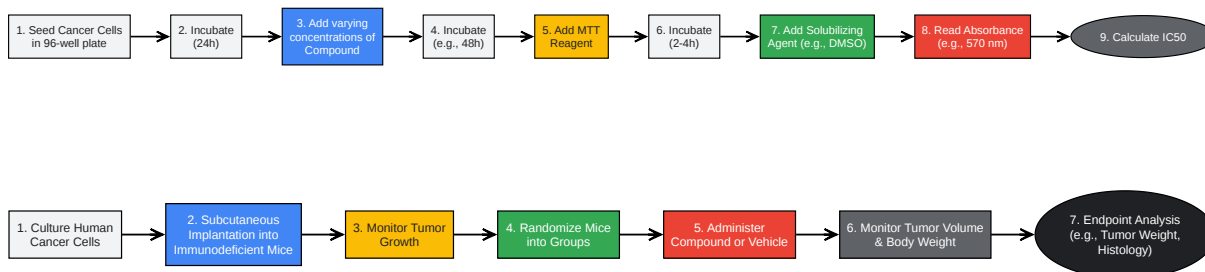 1. Seed Cancer Cells
in 96-well plate
2. Incubate
(24h)
3. Add varying
concentrations of
Compound
4. Incubate
(e.g., 48h)
5. Add MTT
Reagent
6. Incubate
(2-4h)
7. Add Solubilizing
Agent (e.g., DMSO)
8. Read Absorbance
(e.g., 570 nm)
9. Calculate IC50
1. Culture Human
Cancer Cells
2. Subcutaneous
Implantation into
Immunodeficient Mice
3. Monitor Tumor
Growth
4. Randomize Mice
into Groups
5. Administer
Compound or Vehicle
6. Monitor Tumor Volume
& Body Weight
7. Endpoint Analysis
(e.g., Tumor Weight,
Histology)